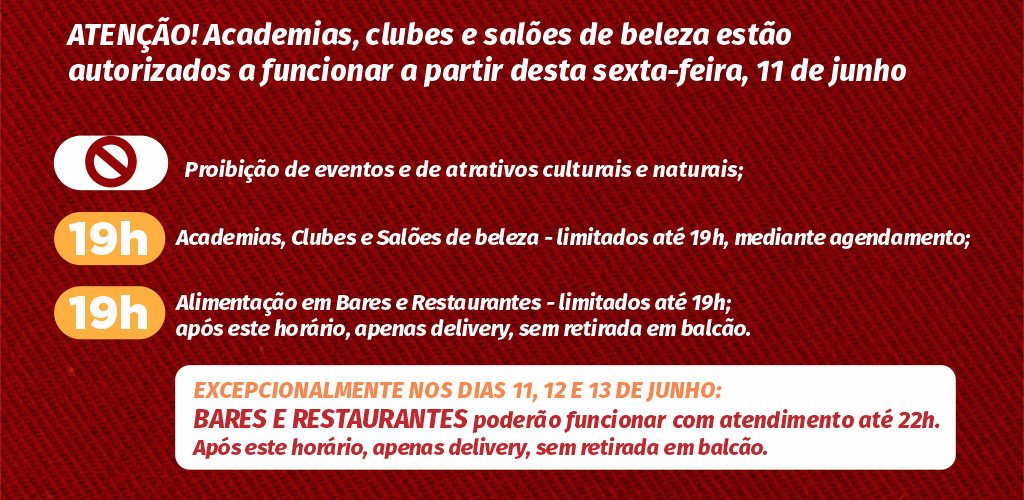 ATENÇÃO! Academias, clubes e salões de beleza estão
autorizados a funcionar a partir desta sexta-feira, 11 de junho
Proibição de eventos e de atrativos culturais e naturais;
19h
Academias, Clubes e Salões de beleza - limitados até 19h, mediante agendamento;
19h
Alimentação em Bares e Restaurantes - limitados até 19h;
após este horário, apenas delivery, sem retirada em balcão.
EXCEPCIONALMENTE NOS DIAS 11, 12 E 13 DE JUNHO:
BARES E RESTAURANTES poderão funcionar com atendimento até 22h.
Após este horário, apenas delivery, sem retirada em balcão.